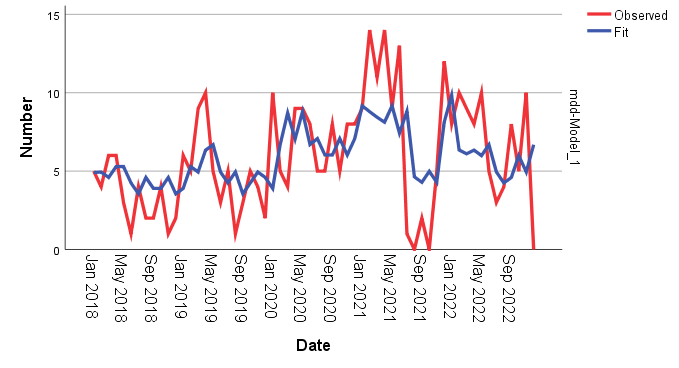 15
10
5
0
Number
Observed
Fit
mdd-Model_1
Jan 2018
May 2018
Sep 2018
Jan 2019
May 2019
Sep 2019
Jan 2020
May 2020
Sep 2020
Jan 2021
May 2021
Sep 2021
Jan 2022
May 2022
Sep 2022
Date